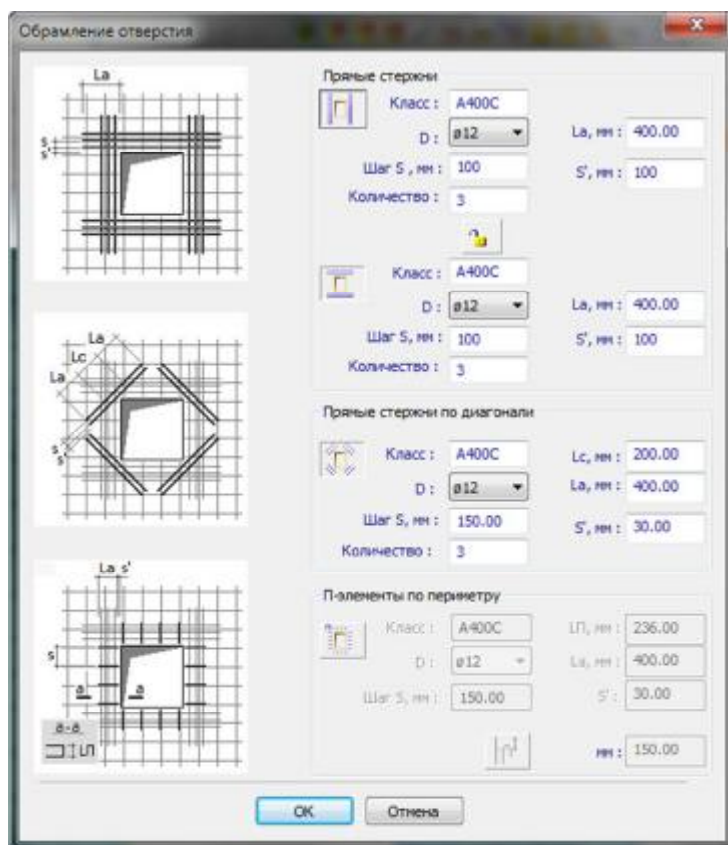 Обрамление отверстия
La
s
s'
La
Lc
La
s
s'
La s'
s
a a
a-a
Прямые стержни
Класс : A400C
D : ø12 La, мм : 400.00
Шаг S , мм : 100 S', мм : 100
Количество : 3
Класс : A400C
D : ø12 La, мм : 400.00
Шаг S, мм : 100 S', мм : 100
Количество : 3
Прямые стержни по диагонали
Класс : A400C Lc, мм : 200.00
D : ø12 La, мм : 400.00
Шаг S, мм : 150.00 S', мм : 30.00
Количество : 3
П-элементы по периметру
Класс : A400C LП, мм : 236.00
D : ø12 La, мм : 400.00
Шаг S, мм : 150.00 S' : 30.00
мм : 150.00
OK Отмена